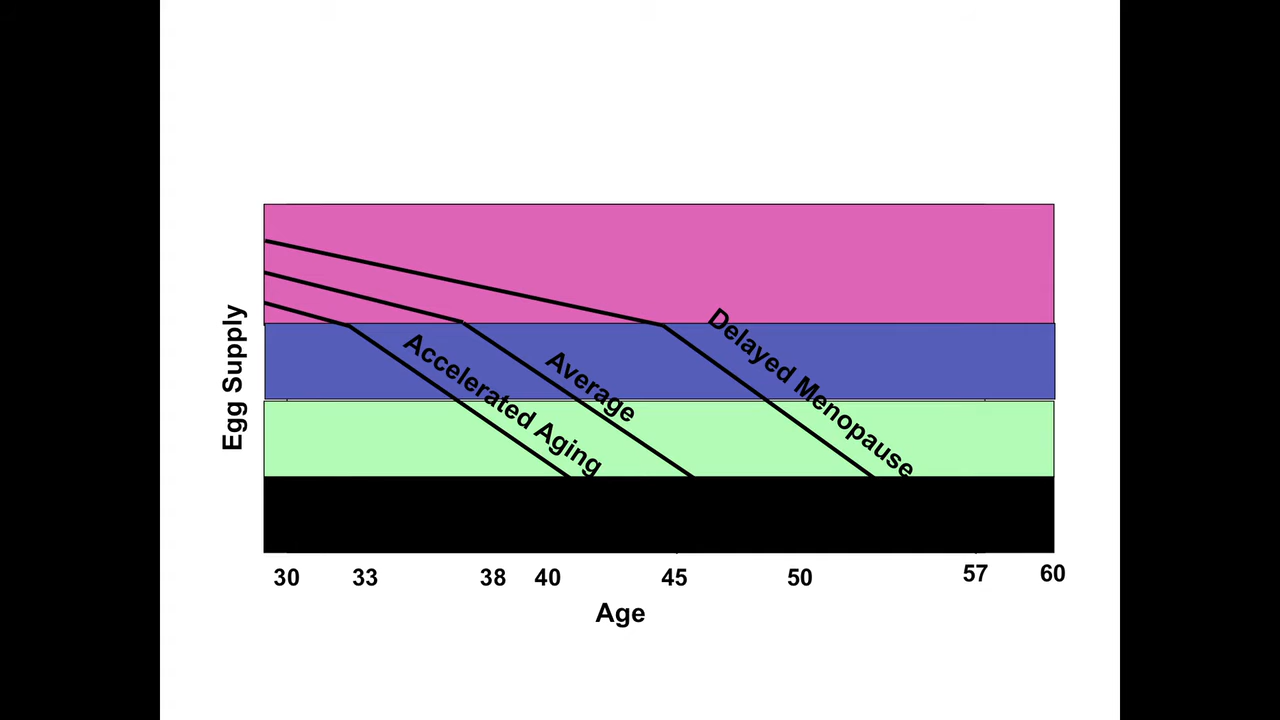 Egg Supply
Accelerated Aging
Average
Delayed Menopause
30 33 38 40 45 50 57 60
Age